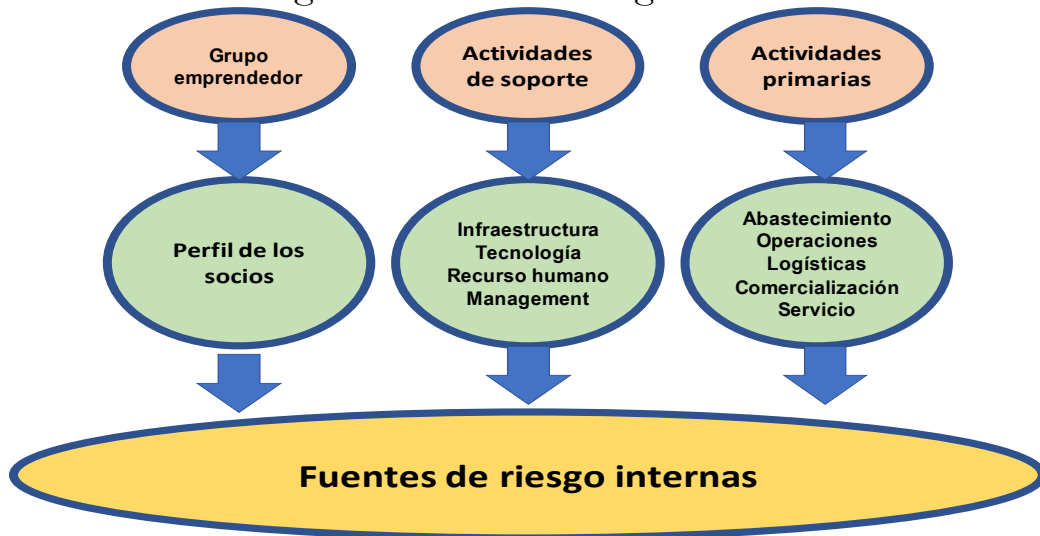 Grupo
emprendedor
Actividades
de soporte
Actividades
primarias
Perfil de los
socios
Infraestructura
Tecnología
Recurso humano
Management
Abastecimiento
Operaciones
Logísticas
Comercialización
Servicio
Fuentes de riesgo internas